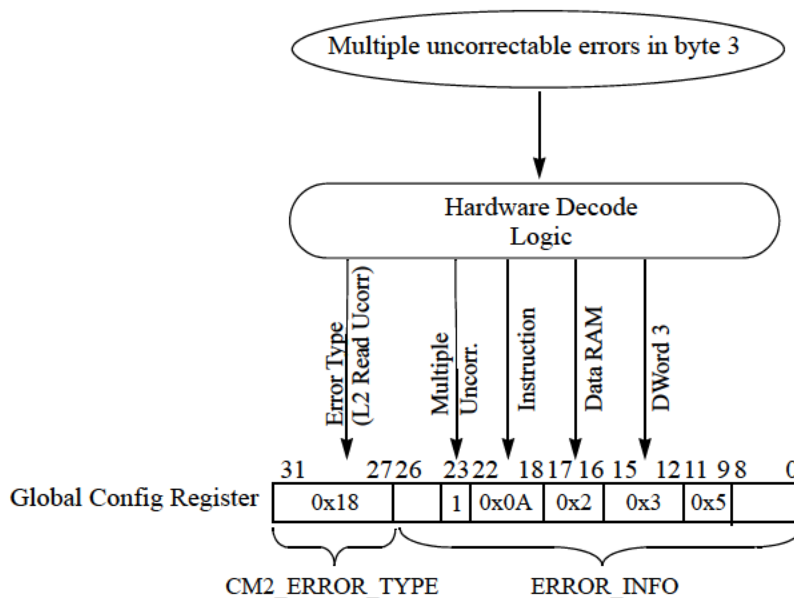 Multiple uncorrectable errors in byte 3
Hardware Decode
Logic
Error Type
(L2 Read Ucorr)
Multiple
Uncorr.
Instruction
Data RAM
DWord 3
31 27 26 23 22 18 17 16 15 12 11 9 8 0
Global Config Register 0x18 1 0x0A 0x2 0x3 0x5
CM2_ERROR_TYPE ERROR_INFO